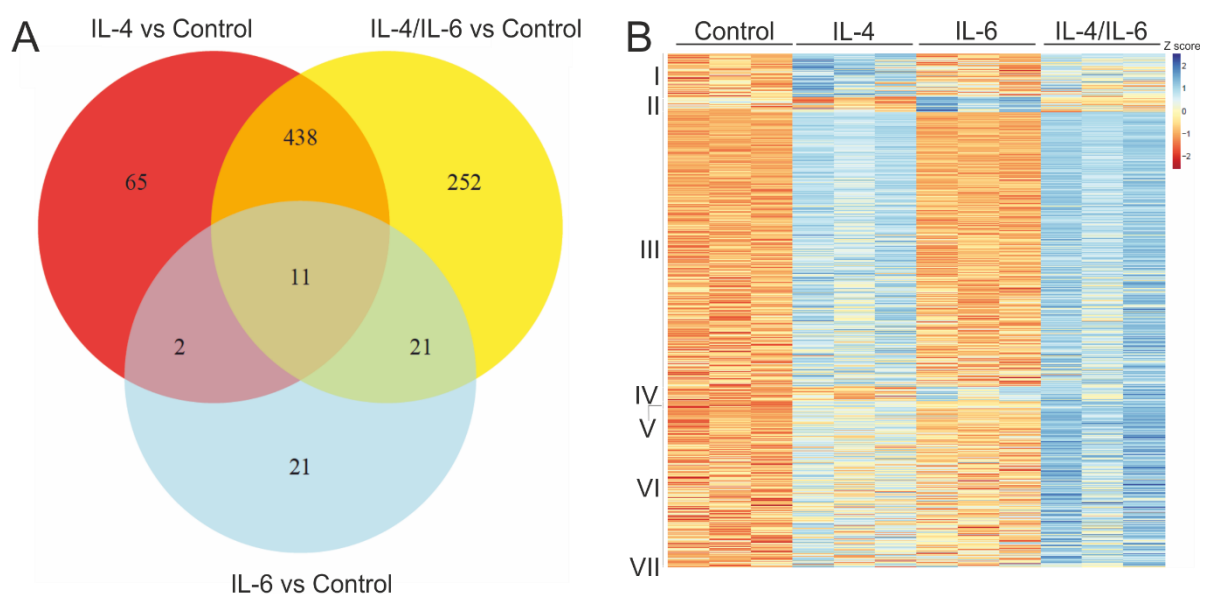 A
IL-4 vs Control
IL-4/IL-6 vs Control
438
65
252
11
2
21
21
IL-6 vs Control
B
Control
IL-4
IL-6
IL-4/IL-6
Z score
2
1
0
-1
-2
I
II
III
IV
V
VI
VII